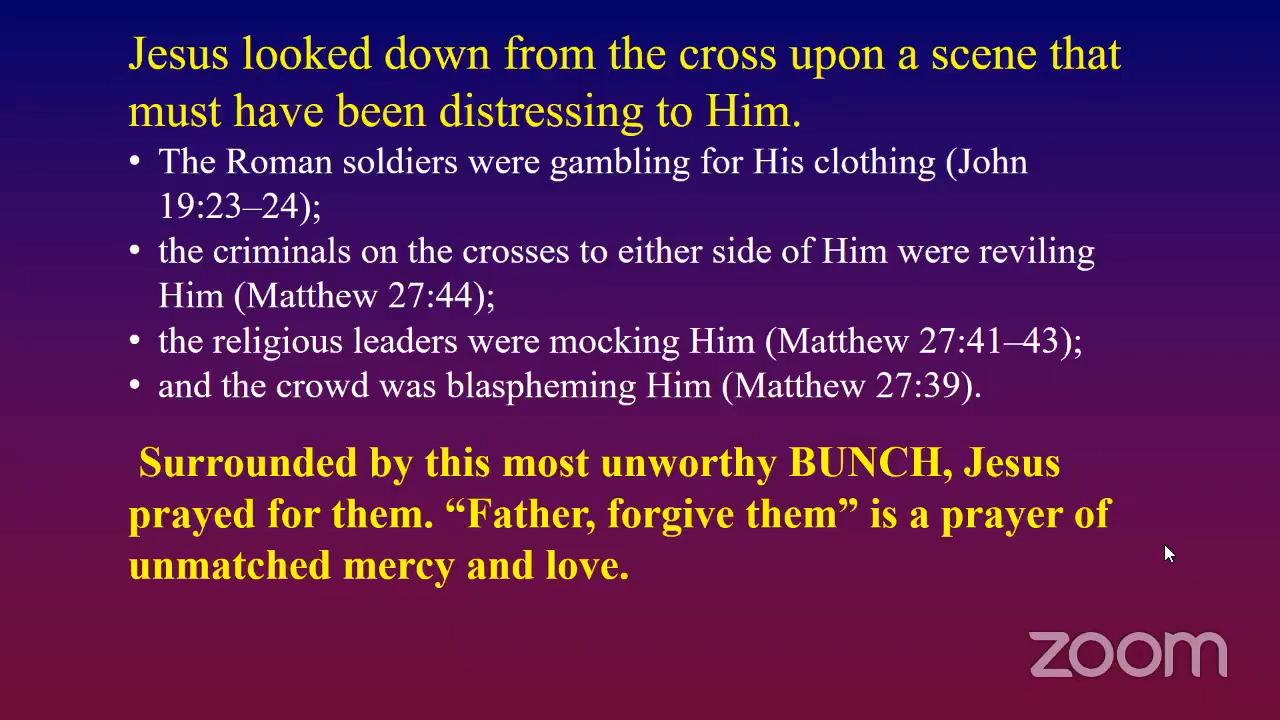 Jesus looked down from the cross upon a scene that
must have been distressing to Him.
• The Roman soldiers were gambling for His clothing (John
19:23–24);
• the criminals on the crosses to either side of Him were reviling
Him (Matthew 27:44);
• the religious leaders were mocking Him (Matthew 27:41–43);
• and the crowd was blaspheming Him (Matthew 27:39).
Surrounded by this most unworthy BUNCH, Jesus
prayed for them. “Father, forgive them” is a prayer of
unmatched mercy and love.
zoom